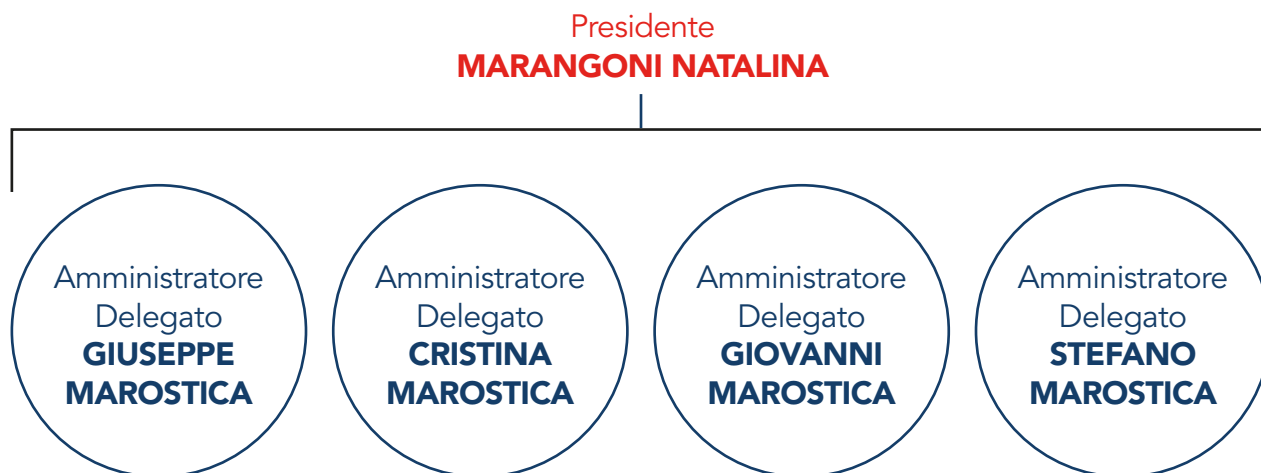 Presidente
MARANGONI NATALINA
Amministratore
Delegato
GIUSEPPE
MAROSTICA
Amministratore
Delegato
CRISTINA
MAROSTICA
Amministratore
Delegato
GIOVANNI
MAROSTICA
Amministratore
Delegato
STEFANO
MAROSTICA